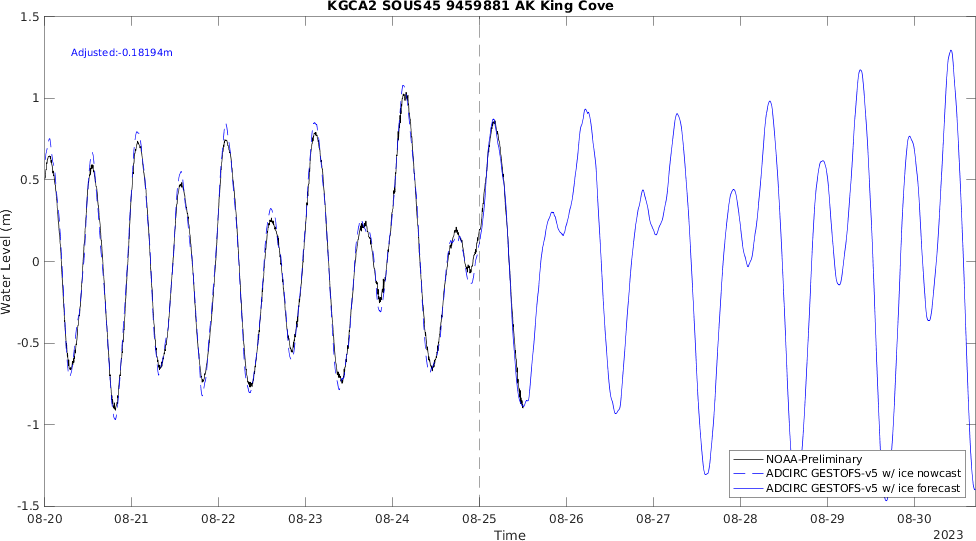 KGCA2 SOUS45 9459881 AK King Cove
Adjusted:-0.18194m
1.5
1
0.5
0
-0.5
-1
-1.5
Water Level (m)
NOAA-Preliminary
ADCIRC GESTOFS-v5 w/ ice nowcast
ADCIRC GESTOFS-v5 w/ ice forecast
08-20 08-21 08-22 08-23 08-24 08-25 08-26 08-27 08-28 08-29 08-30
Time
2023